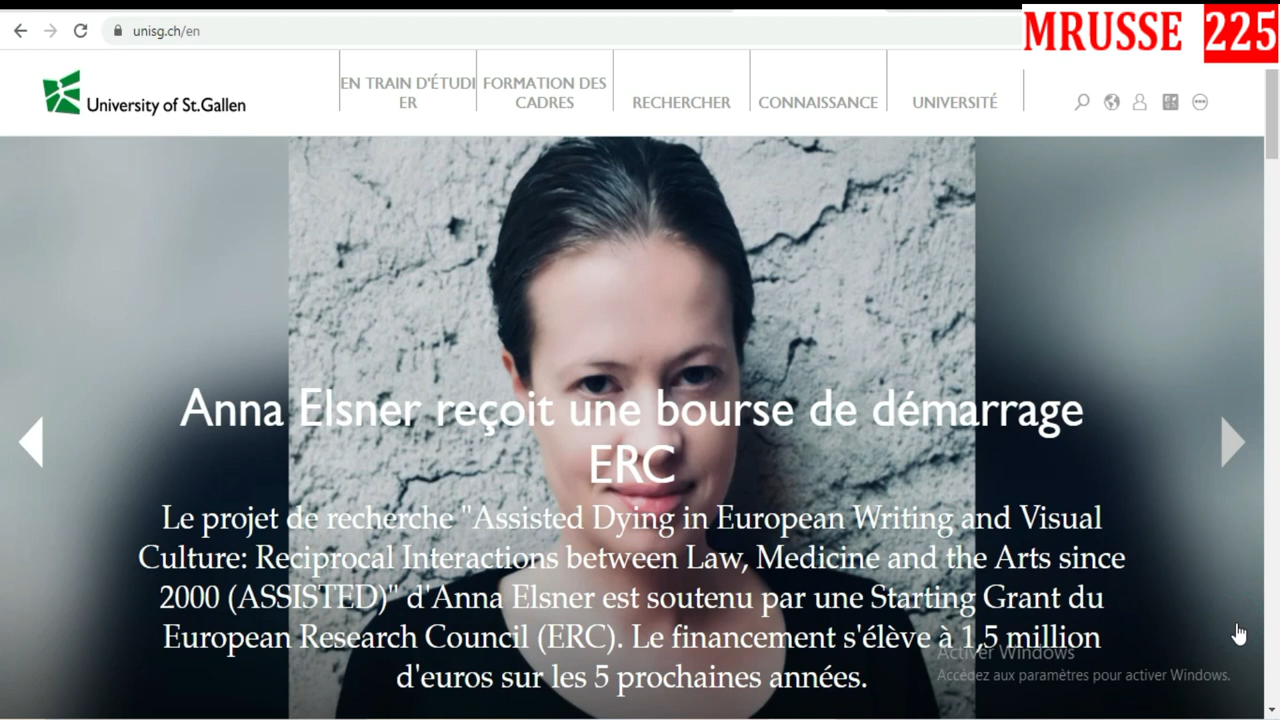 unisg.ch/en
MRUSSE 225
University of St.Gallen
EN TRAIN D'ÉTUDI
ER
FORMATION DES
CADRES
RECHERCHER
CONNAISSANCE
UNIVERSITÉ
Anna Elsner reçoit une bourse de démarrage
ERC
Le projet de recherche "Assisted Dying in European Writing and Visual
Culture: Reciprocal Interactions between Law, Medicine and the Arts since
2000 (ASSISTED)" d'Anna Elsner est soutenu par une Starting Grant du
European Research Council (ERC). Le financement s'élève à 1,5 million
d'euros sur les 5 prochaines années.
Activer Windows
Accédez aux paramètres pour activer Windows.